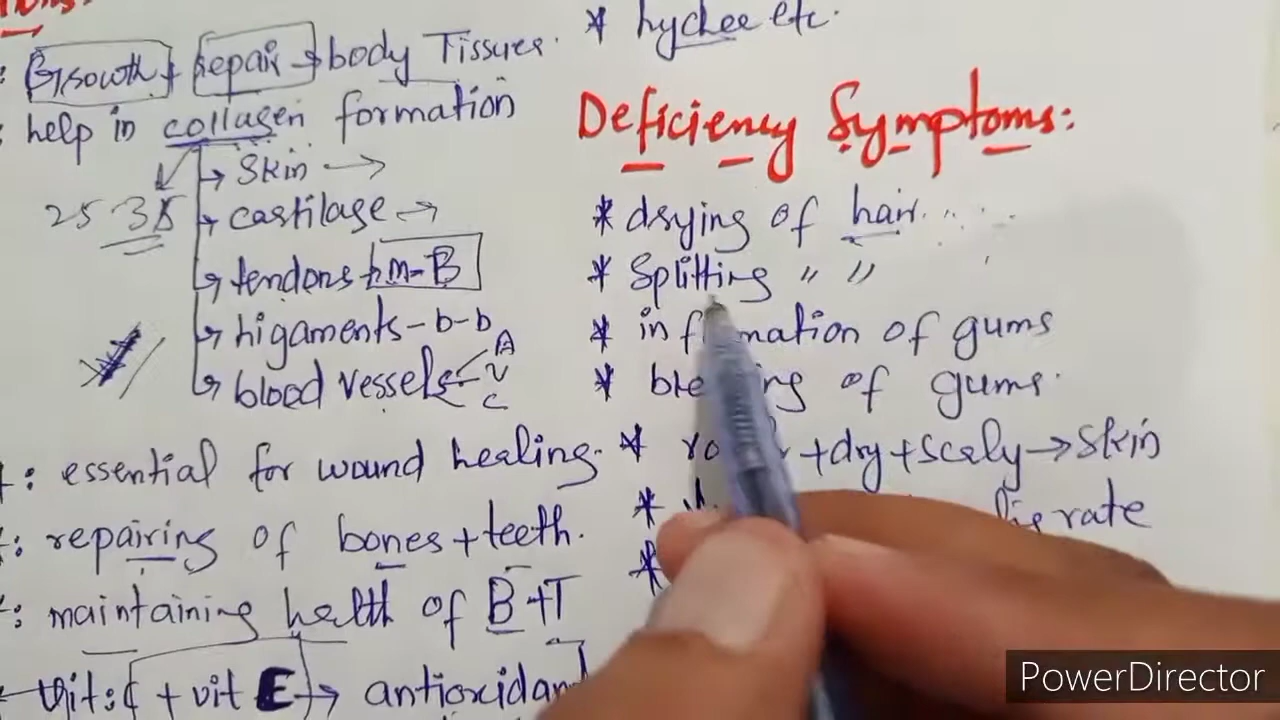 : Growth + repair → body Tissues.
: help in collagen formation
→ Skin →
25 35
→ cartilage →
→ tendons → m-B
→ ligaments - b-b
→ blood vessels < A
V
C
: essential for wound healing.
: repairing of bones + teeth.
: maintaining health of B + T
vit: C + vit E → antioxidant
* lychee etc.
Deficiency Symptoms:
* drying of hair.
* Splitting " "
* of gums
* of gums.
* + dry + scaly → Skin
* rate
*
PowerDirector